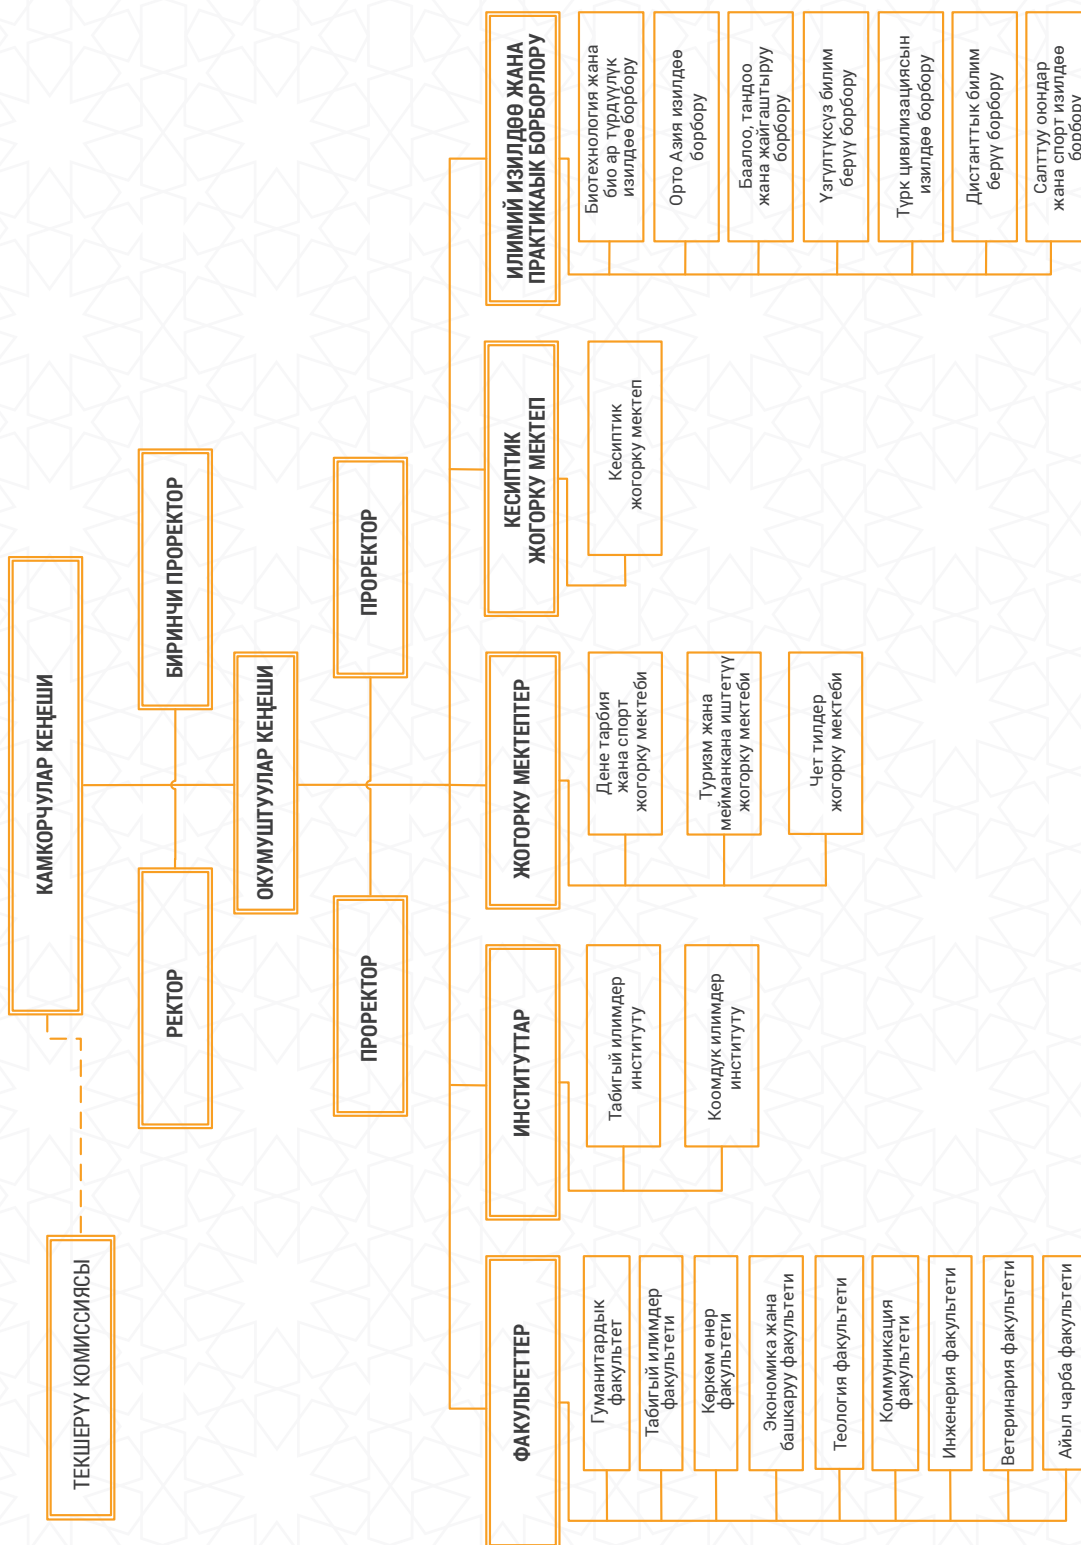 КАМКОРЧУЛАР КЕҢЕШИ
ТЕКШЕРҮҮ КОМИССИЯСЫ
РЕКТОР
БИРИНЧИ ПРОРЕКТОР
ОКУМУШТУУЛАР КЕҢЕШИ
ПРОРЕКТОР
ПРОРЕКТОР
ФАКУЛЬТЕТТЕР
Гуманитардык
факультет
Табигый илимдер
факультети
Көркөм өнөр
факультети
Экономика жана
башкаруу факультети
Теология факультети
Коммуникация
факультети
Инженерия факультети
Ветеринария факультети
Айыл чарба факультети
ИНСТИТУТТАР
Табигый илимдер
институту
Коомдук илимдер
институту
ЖОГОРКУ МЕКТЕПТЕР
Дене тарбия
жана спорт
жогорку мектеби
Туризм жана
мейманкана иштетүү
жогорку мектеби
Чет тилдер
жогорку мектеби
КЕСИПТИК
ЖОГОРКУ МЕКТЕП
Кесиптик
жогорку мектеп
ИЛИМИЙ ИЗИЛДӨӨ ЖАНА
ПРАКТИКАЫК БОРБОРЛОРУ
Биотехнология жана
био ар түрдүүлүк
изилдөө борбору
Орто Азия изилдөө
борбору
Баалоо, тандоо
жана жайгаштыруу
борбору
Үзгүлтүксүз билим
берүү борбору
Түрк цивилизациясын
изилдөө борбору
Дистанттык билим
берүү борбору
Салттуу оюндар
жана спорт изилдөө
борбору